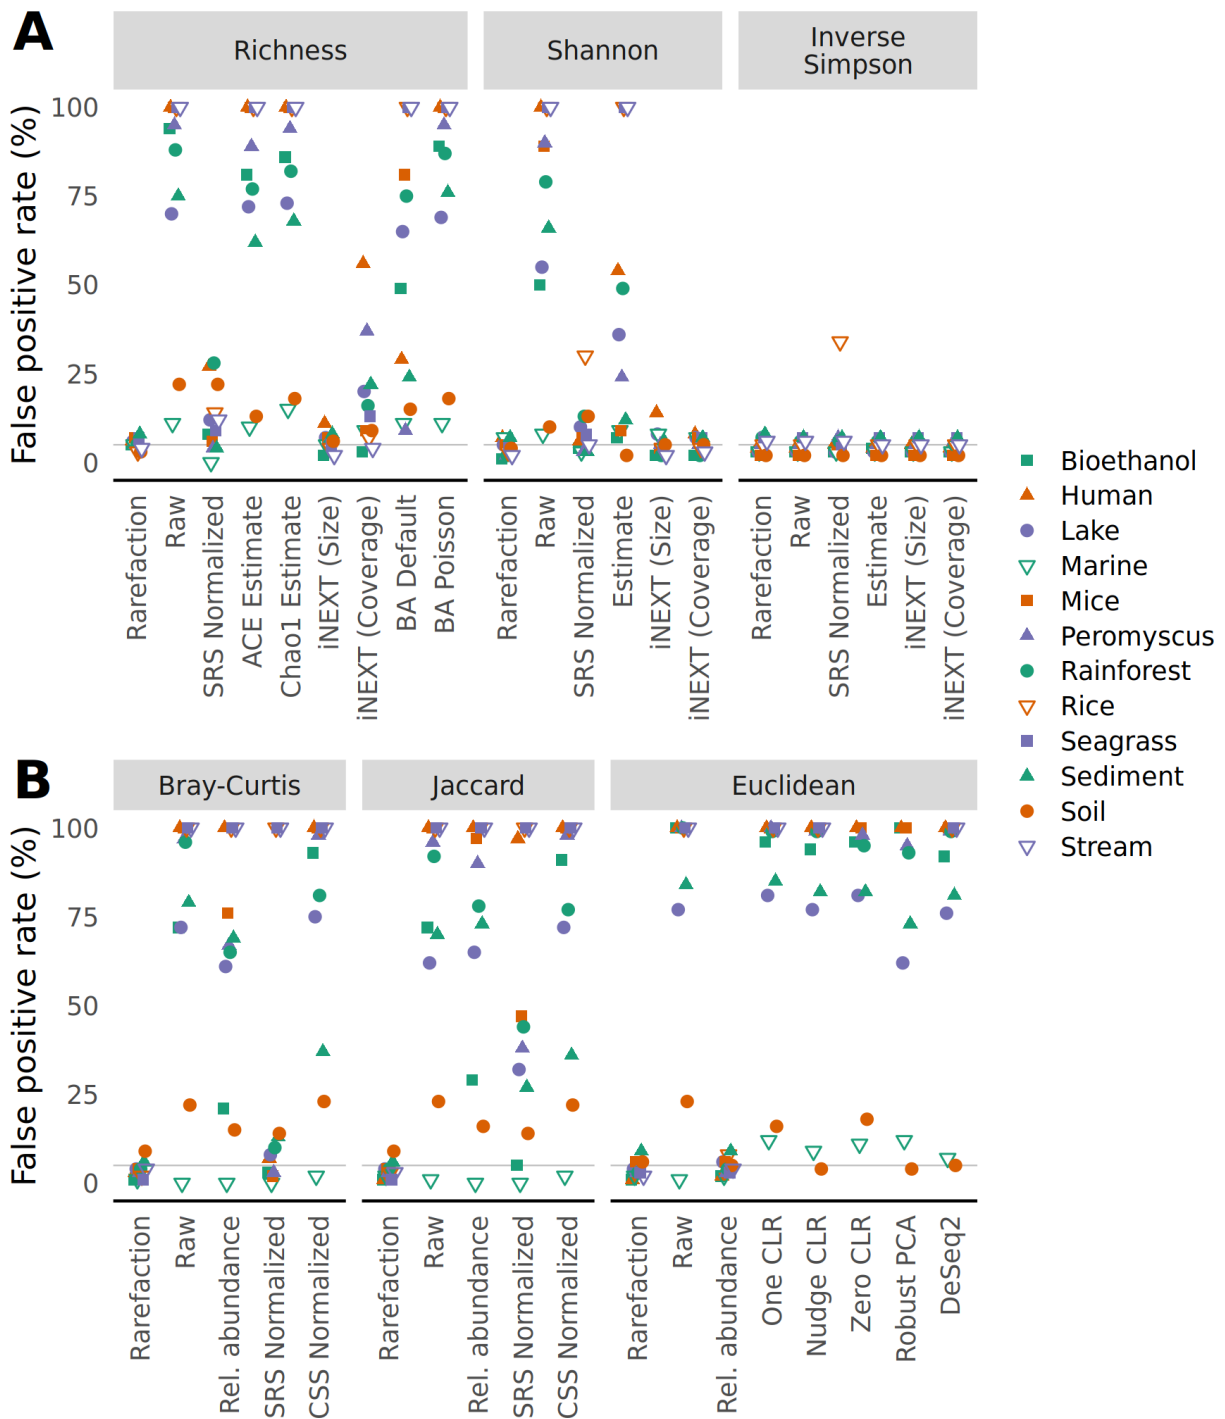 A
Richness
Shannon
Inverse
Simpson
False positive rate (%)
100
75
50
25
0
Rarefaction
Raw
SRS Normalized
ACE Estimate
Chao1 Estimate
iNEXT (Size)
iNEXT (Coverage)
BA Default
BA Poisson
Rarefaction
Raw
SRS Normalized
Estimate
iNEXT (Size)
iNEXT (Coverage)
Rarefaction
Raw
SRS Normalized
Estimate
iNEXT (Size)
iNEXT (Coverage)
Bioethanol
Human
Lake
Marine
Mice
Peromyscus
Rainforest
Rice
Seagrass
Sediment
Soil
Stream
B
Bray-Curtis
Jaccard
Euclidean
False positive rate (%)
100
75
50
25
0
Rarefaction
Raw
Rel. abundance
SRS Normalized
CSS Normalized
Rarefaction
Raw
Rel. abundance
SRS Normalized
CSS Normalized
Rarefaction
Raw
Rel. abundance
One CLR
Nudge CLR
Zero CLR
Robust PCA
DeSeq2